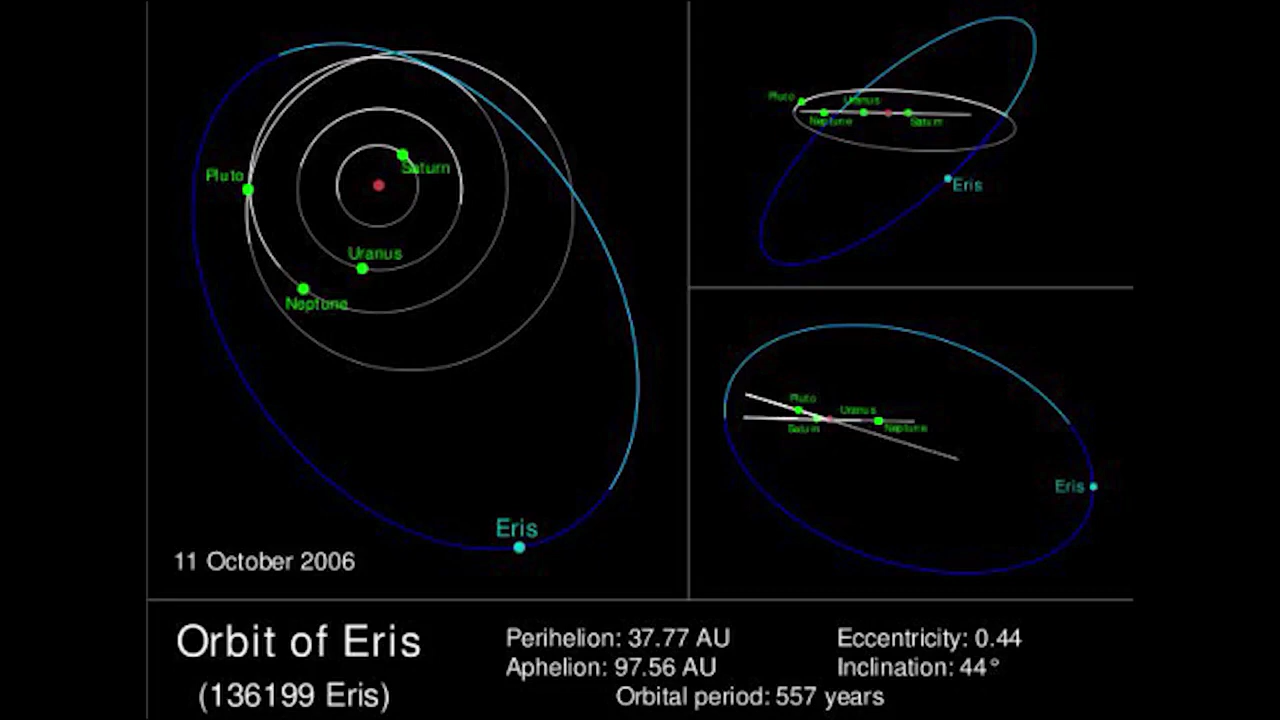 Pluto
Saturn
Uranus
Neptune
Eris
11 October 2006
Pluto
Uranus
Neptune
Saturn
Eris
Pluto
Uranus
Saturn
Neptune
Eris
Orbit of Eris
(136199 Eris)
Perihelion: 37.77 AU
Aphelion: 97.56 AU
Eccentricity: 0.44
Inclination: 44°
Orbital period: 557 years